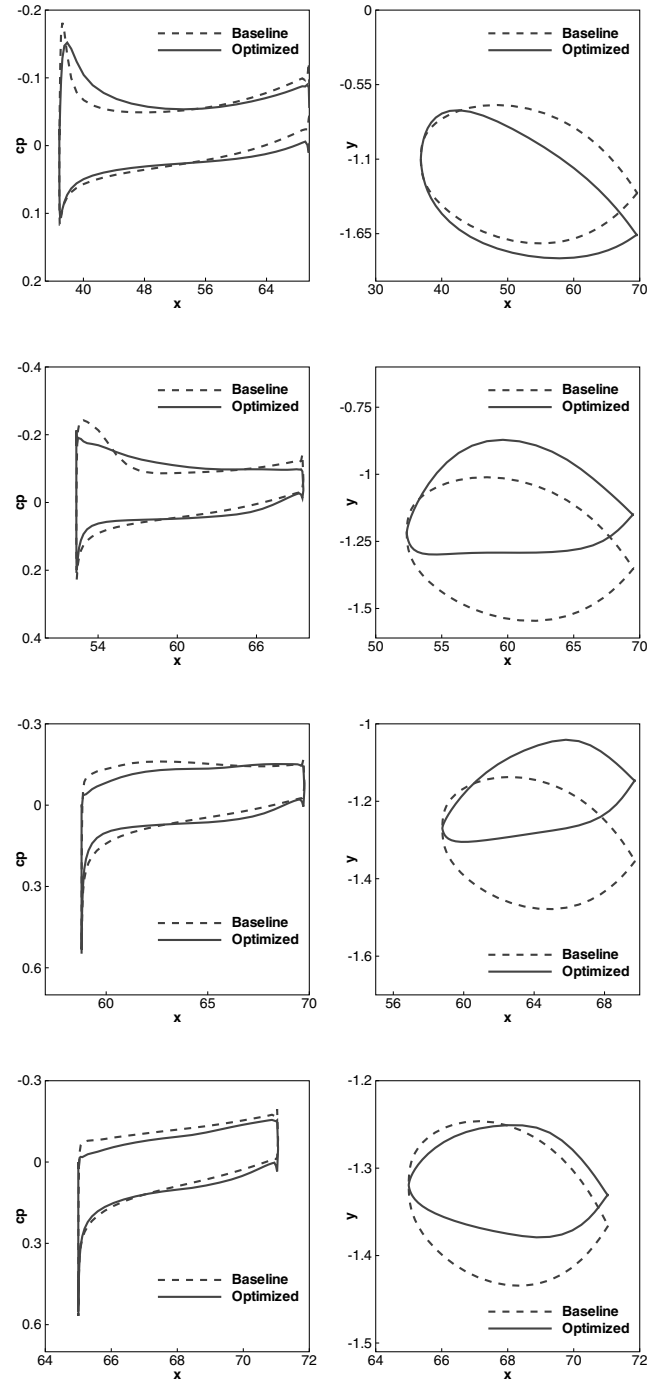 -0.2
-0.1
0
0.1
0.2
cp
40 48 56 64
x
Baseline
Optimized
0
-0.55
-1.1
-1.65
y
30 40 50 60 70
x
Baseline
Optimized
-0.4
-0.2
0
0.2
0.4
cp
54 60 66
x
Baseline
Optimized
-0.75
-1
-1.25
-1.5
y
50 55 60 65 70
x
Baseline
Optimized
-0.3
0
0.3
0.6
cp
60 65 70
x
Baseline
Optimized
-1
-1.2
-1.4
-1.6
y
56 60 64 68
x
Baseline
Optimized
-0.3
0
0.3
0.6
cp
64 66 68 70 72
x
Baseline
Optimized
-1.2
-1.3
-1.4
-1.5
y
64 66 68 70 72
x
Baseline
Optimized